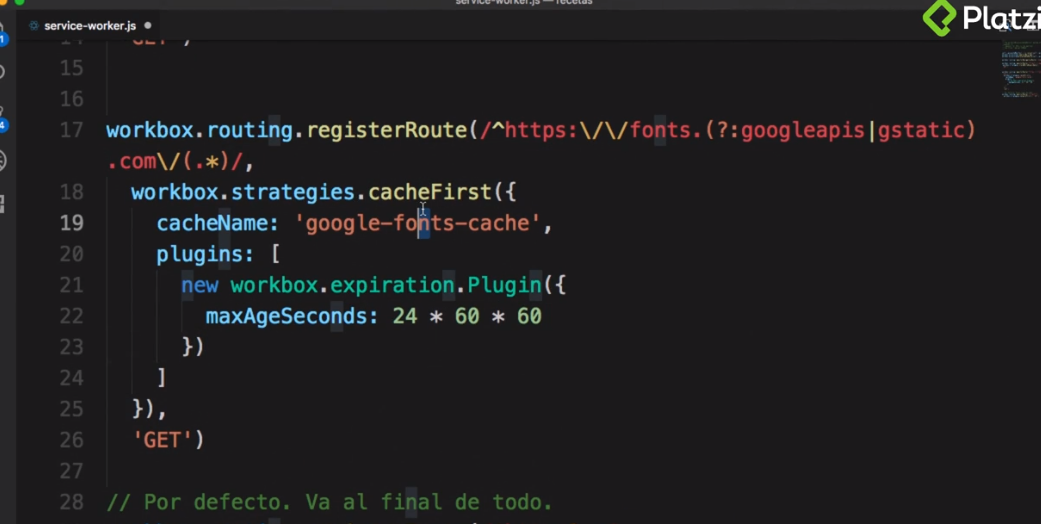 service-worker.js — recetas
Platzi
service-worker.js
14 'GET')
15
16
17 workbox.routing.registerRoute(/^https:\/\/fonts.(?:googleapis|gstatic)
.com\/(.*)/,
18 workbox.strategies.cacheFirst({
19 cacheName: 'google-fonts-cache',
20 plugins: [
21 new workbox.expiration.Plugin({
22 maxAgeSeconds: 24 * 60 * 60
23 })
24 ]
25 }),
26 'GET')
27
28 // Por defecto. Va al final de todo.